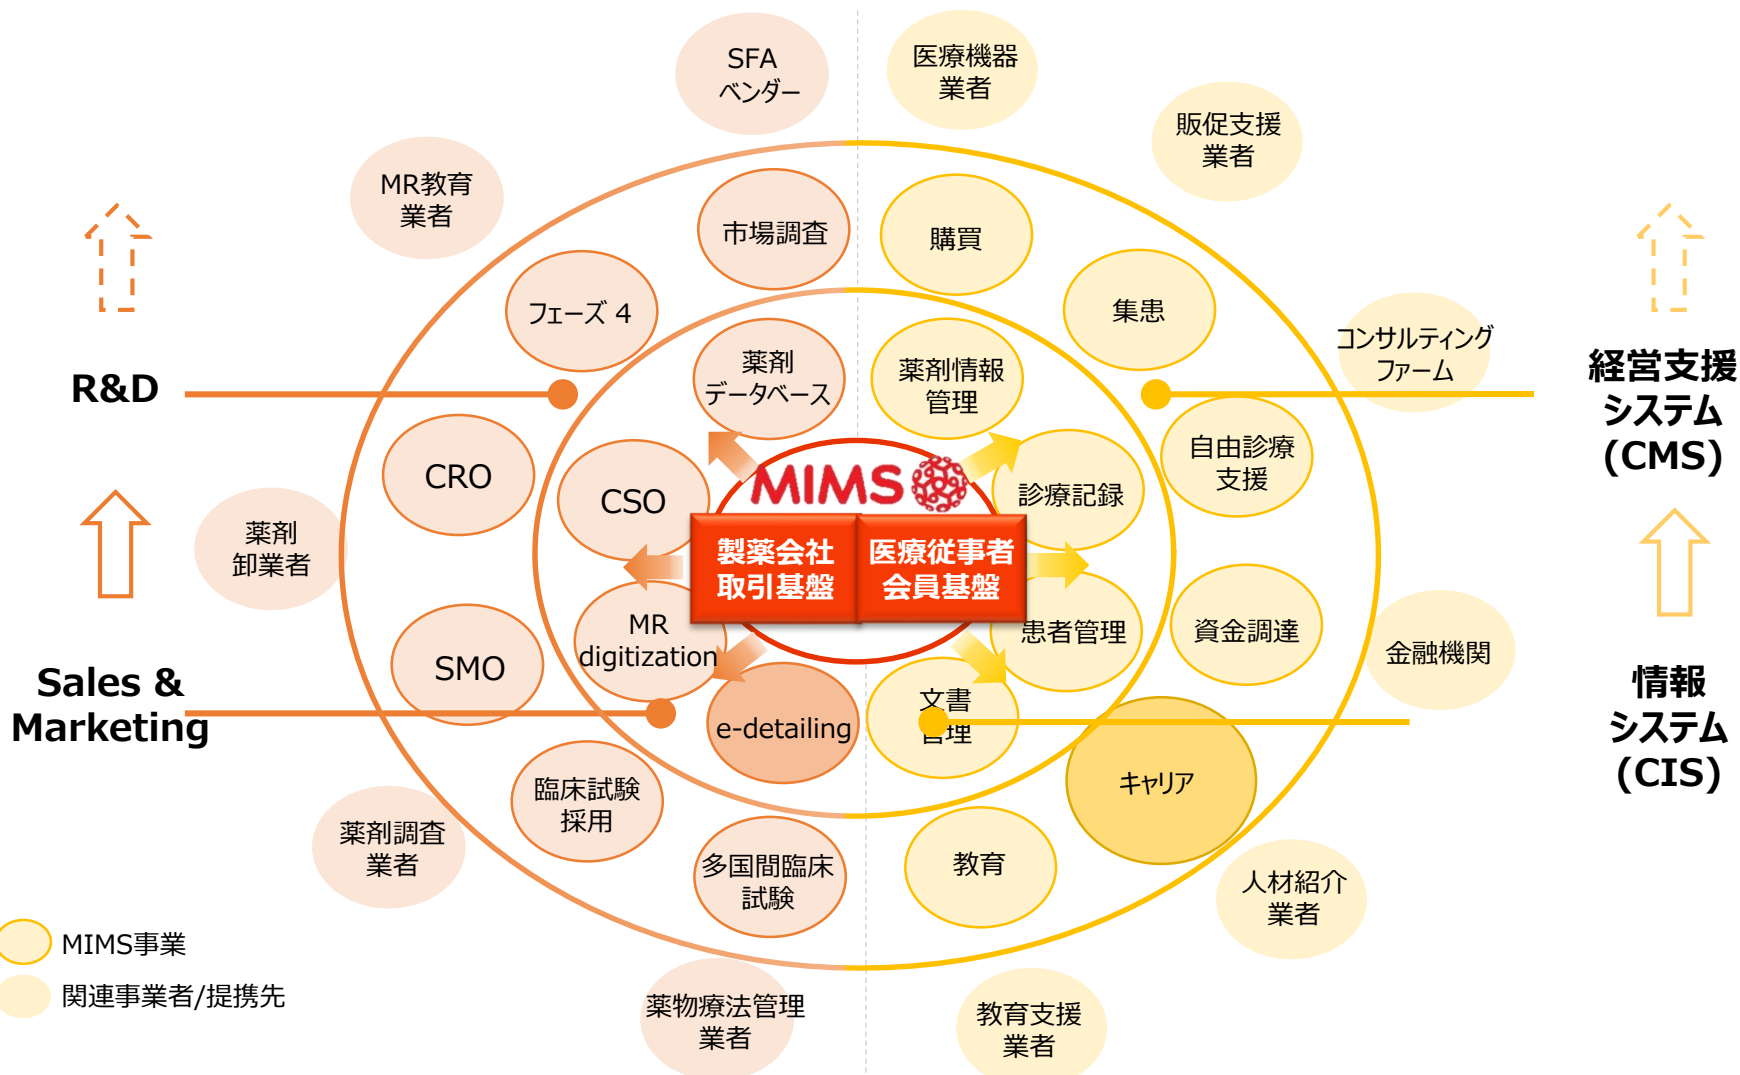 SFA
ベンダー
医療機器
業者
販促支援
業者
MR教育
業者
市場調査
購買
フェーズ 4
集患
コンサルティング
ファーム
R&D
経営支援
システム
(CMS)
薬剤
データベース
薬剤情報
管理
自由診療
支援
CRO
CSO
MIMS
診療記録
薬剤
卸業者
製薬会社
取引基盤
医療従事者
会員基盤
MR
digitization
患者管理
資金調達
金融機関
SMO
Sales &
Marketing
情報
システム
(CIS)
e-detailing
文書
管理
キャリア
臨床試験
採用
薬剤調査
業者
多国間臨床
試験
教育
人材紹介
業者
MIMS事業
関連事業者/提携先
薬物療法管理
業者
教育支援
業者